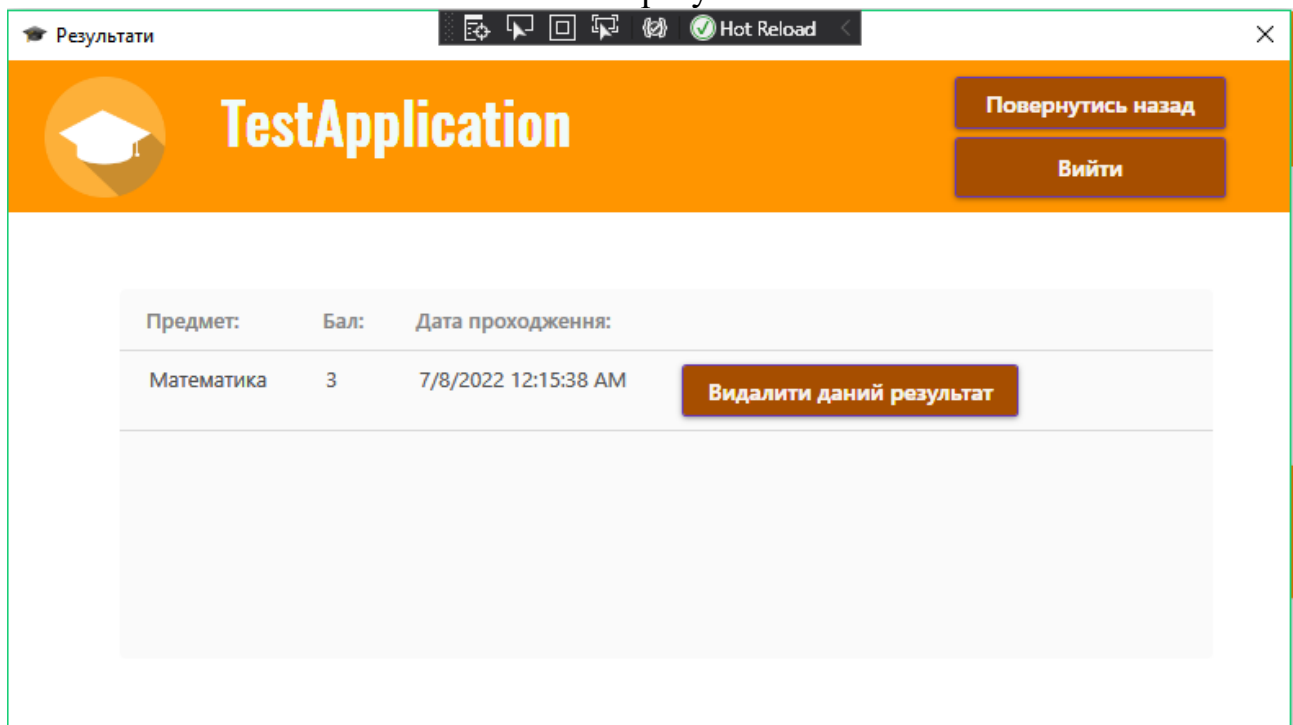 Результати
Hot Reload
TestApplication
Повернутись назад
Вийти
Предмет: Бал: Дата проходження:
Математика 3 7/8/2022 12:15:38 AM Видалити даний результат